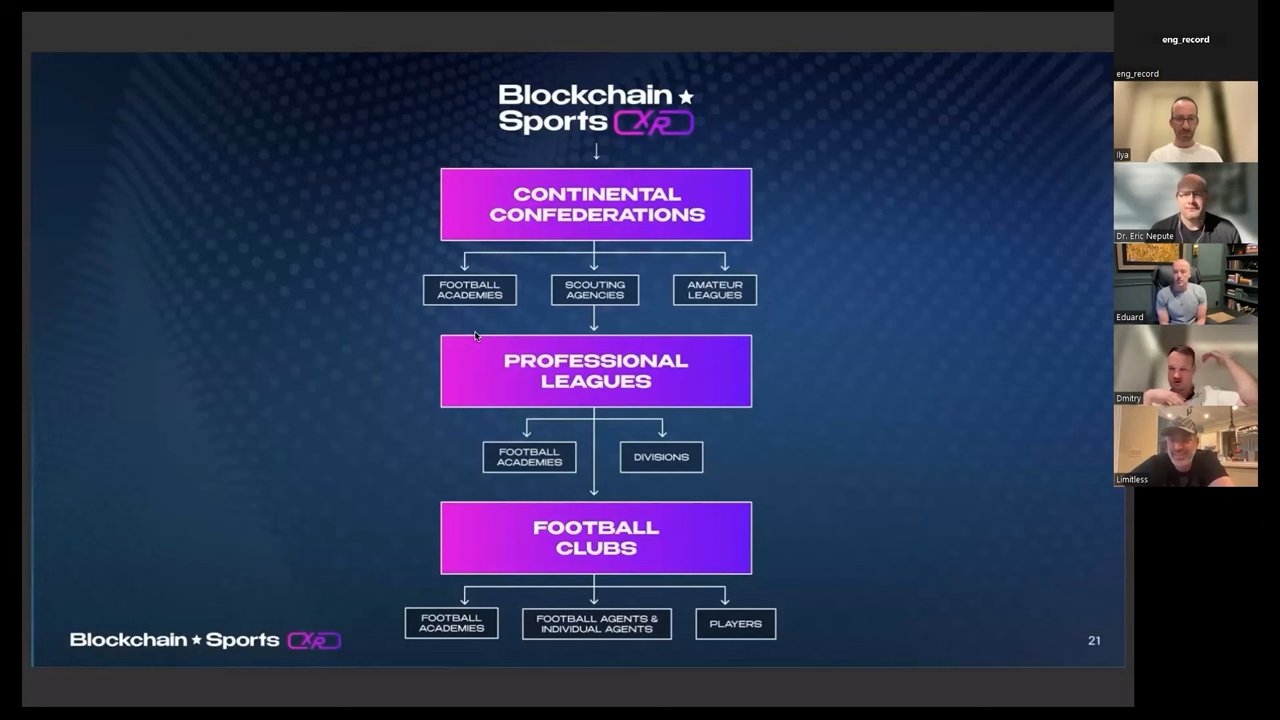 Blockchain
Sports XR
CONTINENTAL
CONFEDERATIONS
FOOTBALL
ACADEMIES
SCOUTING
AGENCIES
AMATEUR
LEAGUES
PROFESSIONAL
LEAGUES
FOOTBALL
ACADEMIES
DIVISIONS
FOOTBALL
CLUBS
FOOTBALL
ACADEMIES
FOOTBALL AGENTS &
INDIVIDUAL AGENTS
PLAYERS
Blockchain Sports XR
21
eng_record
eng_record
Ilya
Dr. Eric Nepute
Eduard
Dmitry
Limitless